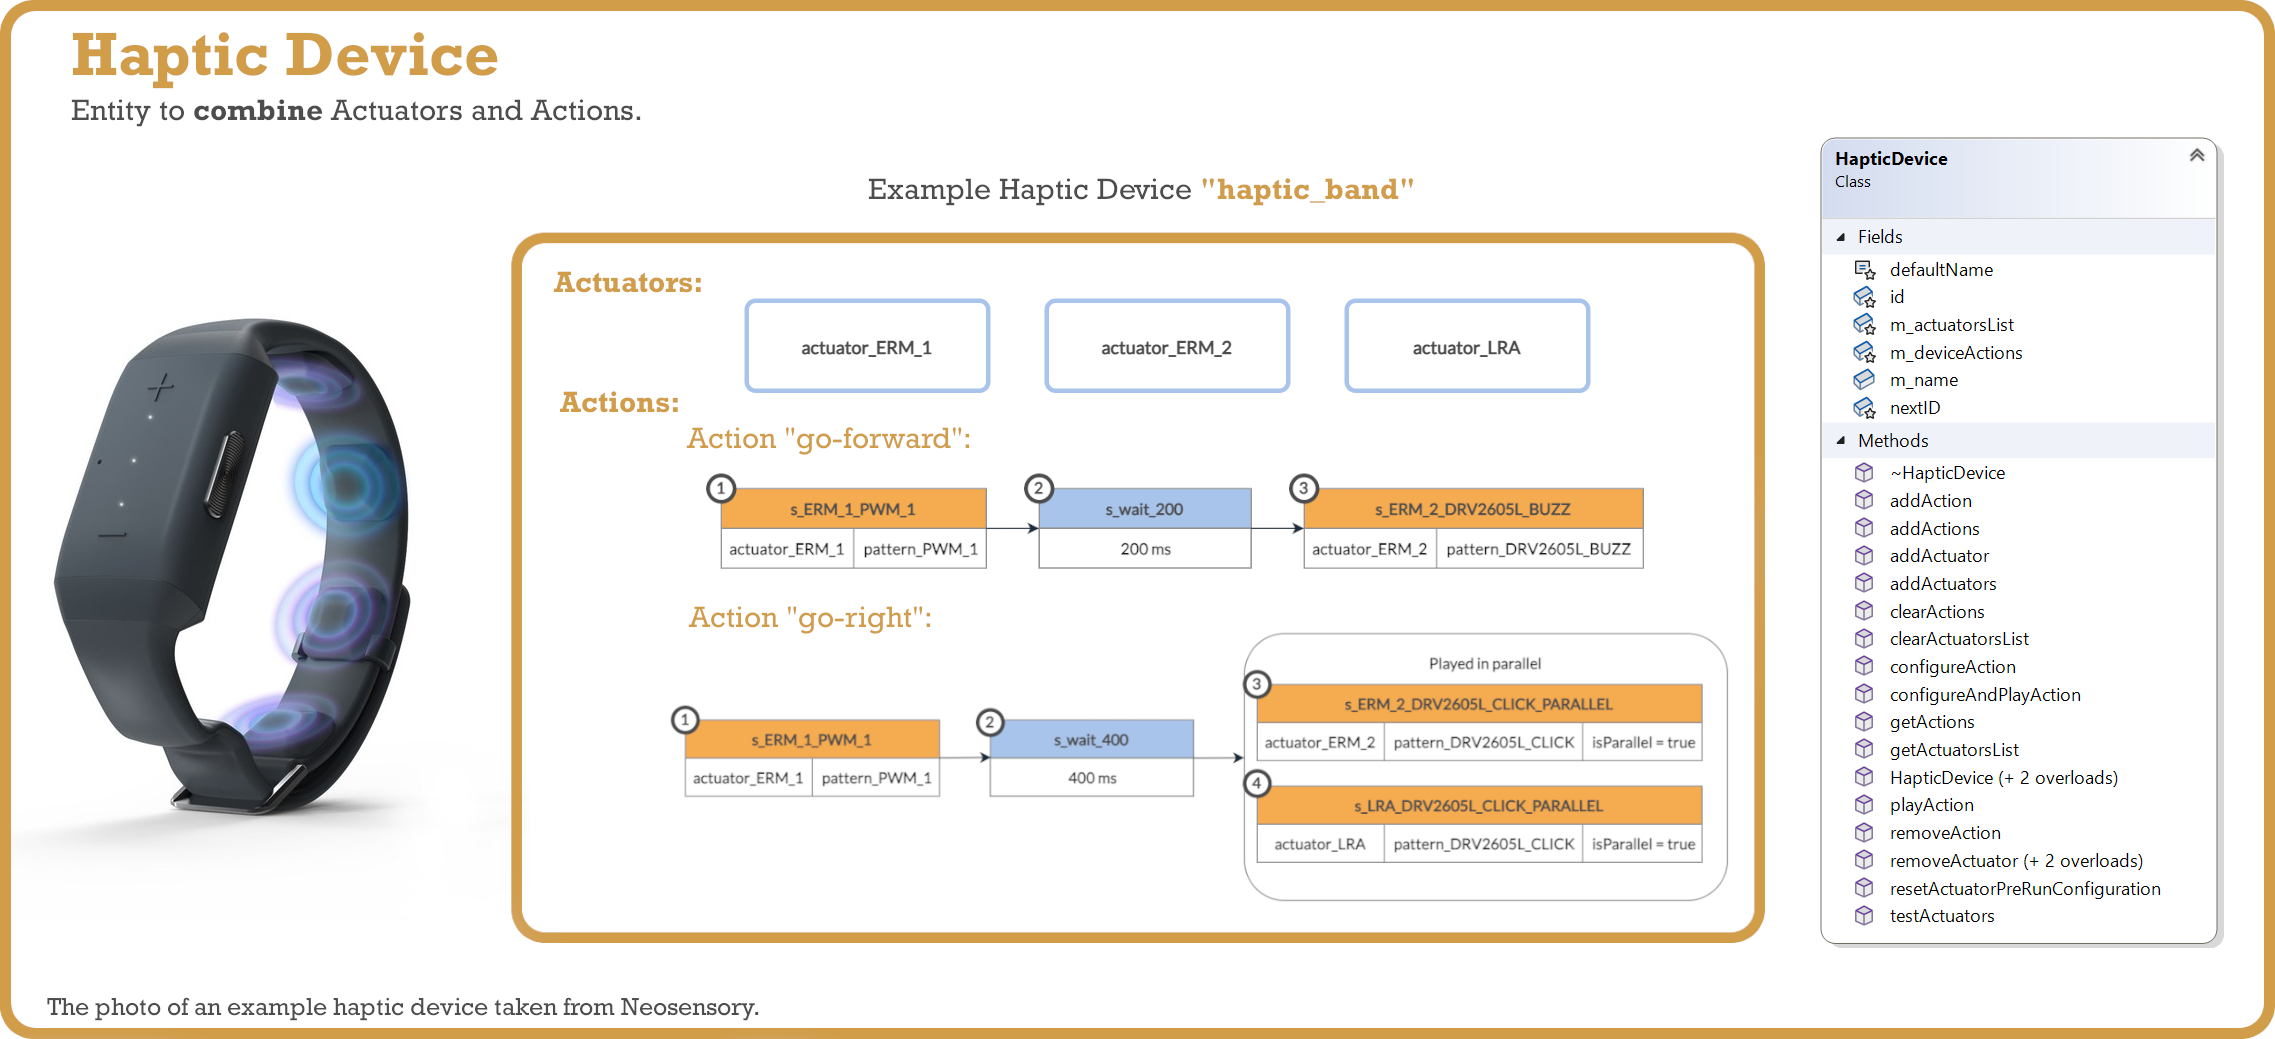 Haptic Device
Entity to combine Actuators and Actions.
Example Haptic Device "haptic_band"
Actuators:
actuator_ERM_1
actuator_ERM_2
actuator_LRA
Actions:
Action "go-forward":
1
s_ERM_1_PWM_1
actuator_ERM_1
pattern_PWM_1
2
s_wait_200
200 ms
3
s_ERM_2_DRV2605L_BUZZ
actuator_ERM_2
pattern_DRV2605L_BUZZ
Action "go-right":
1
s_ERM_1_PWM_1
actuator_ERM_1
pattern_PWM_1
2
s_wait_400
400 ms
Played in parallel
3
s_ERM_2_DRV2605L_CLICK_PARALLEL
actuator_ERM_2
pattern_DRV2605L_CLICK
isParallel = true
4
s_LRA_DRV2605L_CLICK_PARALLEL
actuator_LRA
pattern_DRV2605L_CLICK
isParallel = true
HapticDevice
Class
Fields
defaultName
id
m_actuatorsList
m_deviceActions
m_name
nextID
Methods
~HapticDevice
addAction
addActions
addActuator
addActuators
clearActions
clearActuatorsList
configureAction
configureAndPlayAction
getActions
getActuatorsList
HapticDevice (+ 2 overloads)
playAction
removeAction
removeActuator (+ 2 overloads)
resetActuatorPreRunConfiguration
testActuators
The photo of an example haptic device taken from Neosensory.